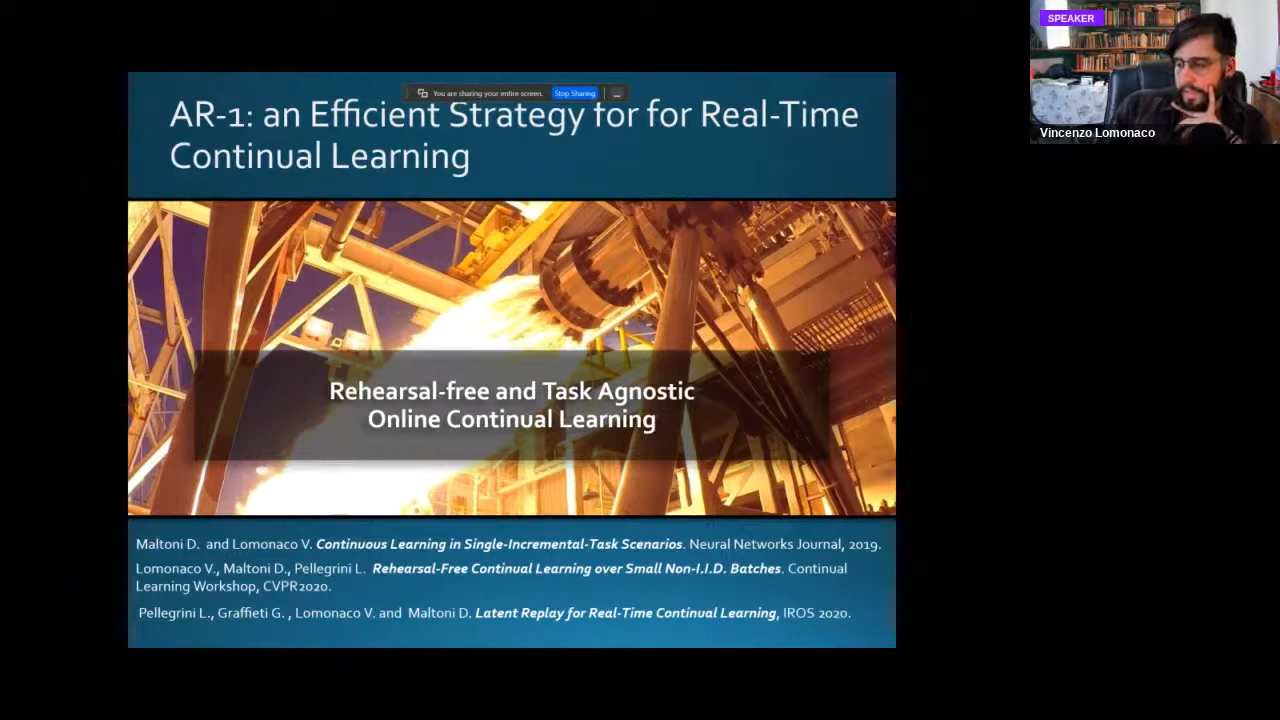 SPEAKER
Vincenzo Lomonaco
You are sharing your entire screen. Stop Sharing ...
AR-1: an Efficient Strategy for for Real-Time
Continual Learning
Rehearsal-free and Task Agnostic
Online Continual Learning
Maltoni D. and Lomonaco V. Continuous Learning in Single-Incremental-Task Scenarios. Neural Networks Journal, 2019.
Lomonaco V., Maltoni D., Pellegrini L. Rehearsal-Free Continual Learning over Small Non-I.I.D. Batches. Continual
Learning Workshop, CVPR2020.
Pellegrini L., Graffieti G. , Lomonaco V. and Maltoni D. Latent Replay for Real-Time Continual Learning, IROS 2020.